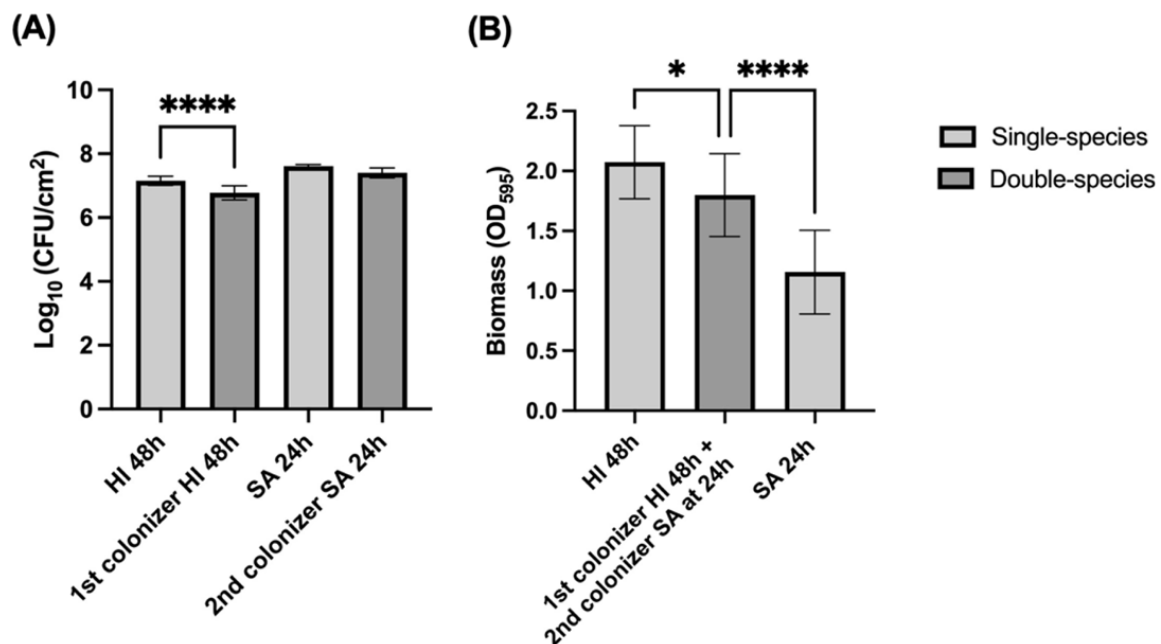 (A)
(B)
****
Log₁₀ (CFU/cm²)
10
8
6
4
2
0
HI 48h
1st colonizer HI 48h
SA 24h
2nd colonizer SA 24h
*
****
Biomass (OD₅₉₅)
2.5
2.0
1.5
1.0
0.5
0.0
HI 48h
1st colonizer HI 48h +
2nd colonizer SA at 24h
SA 24h
Single-species
Double-species